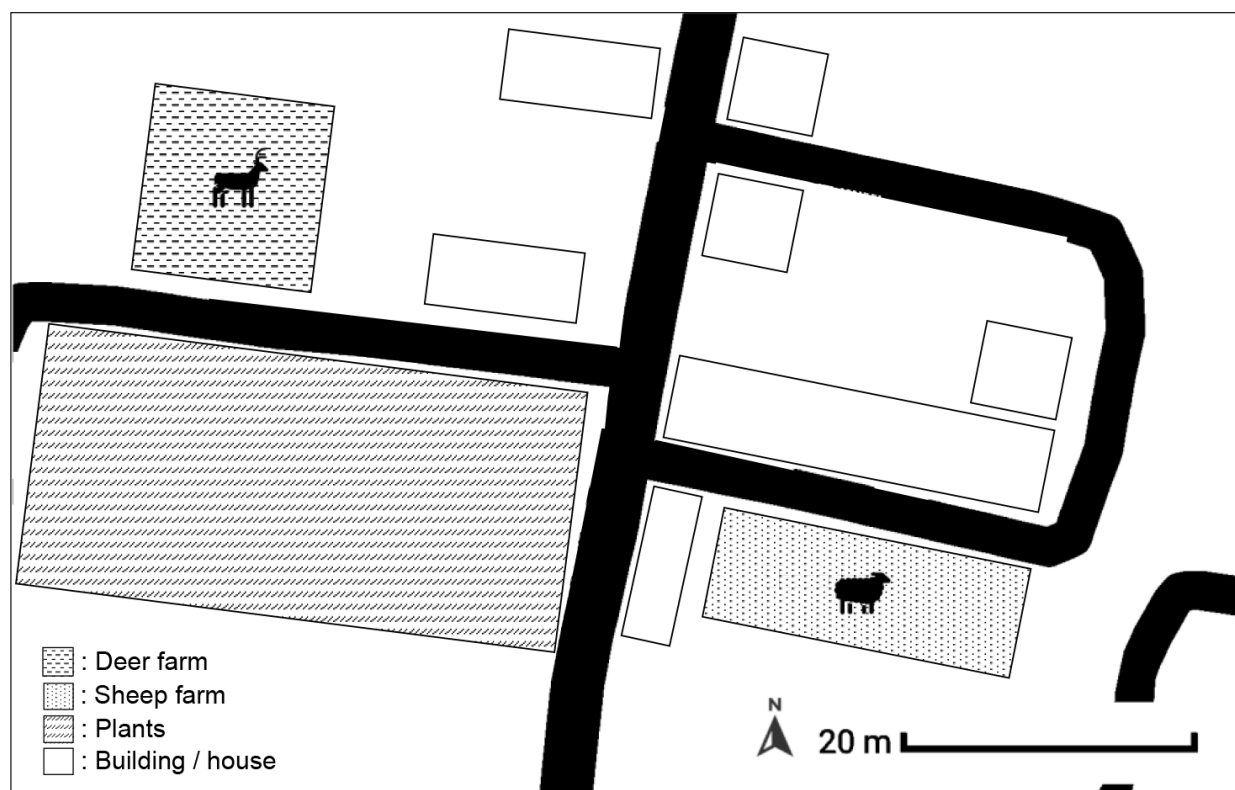 : Deer farm
: Sheep farm
: Plants
: Building / house
N
20 m